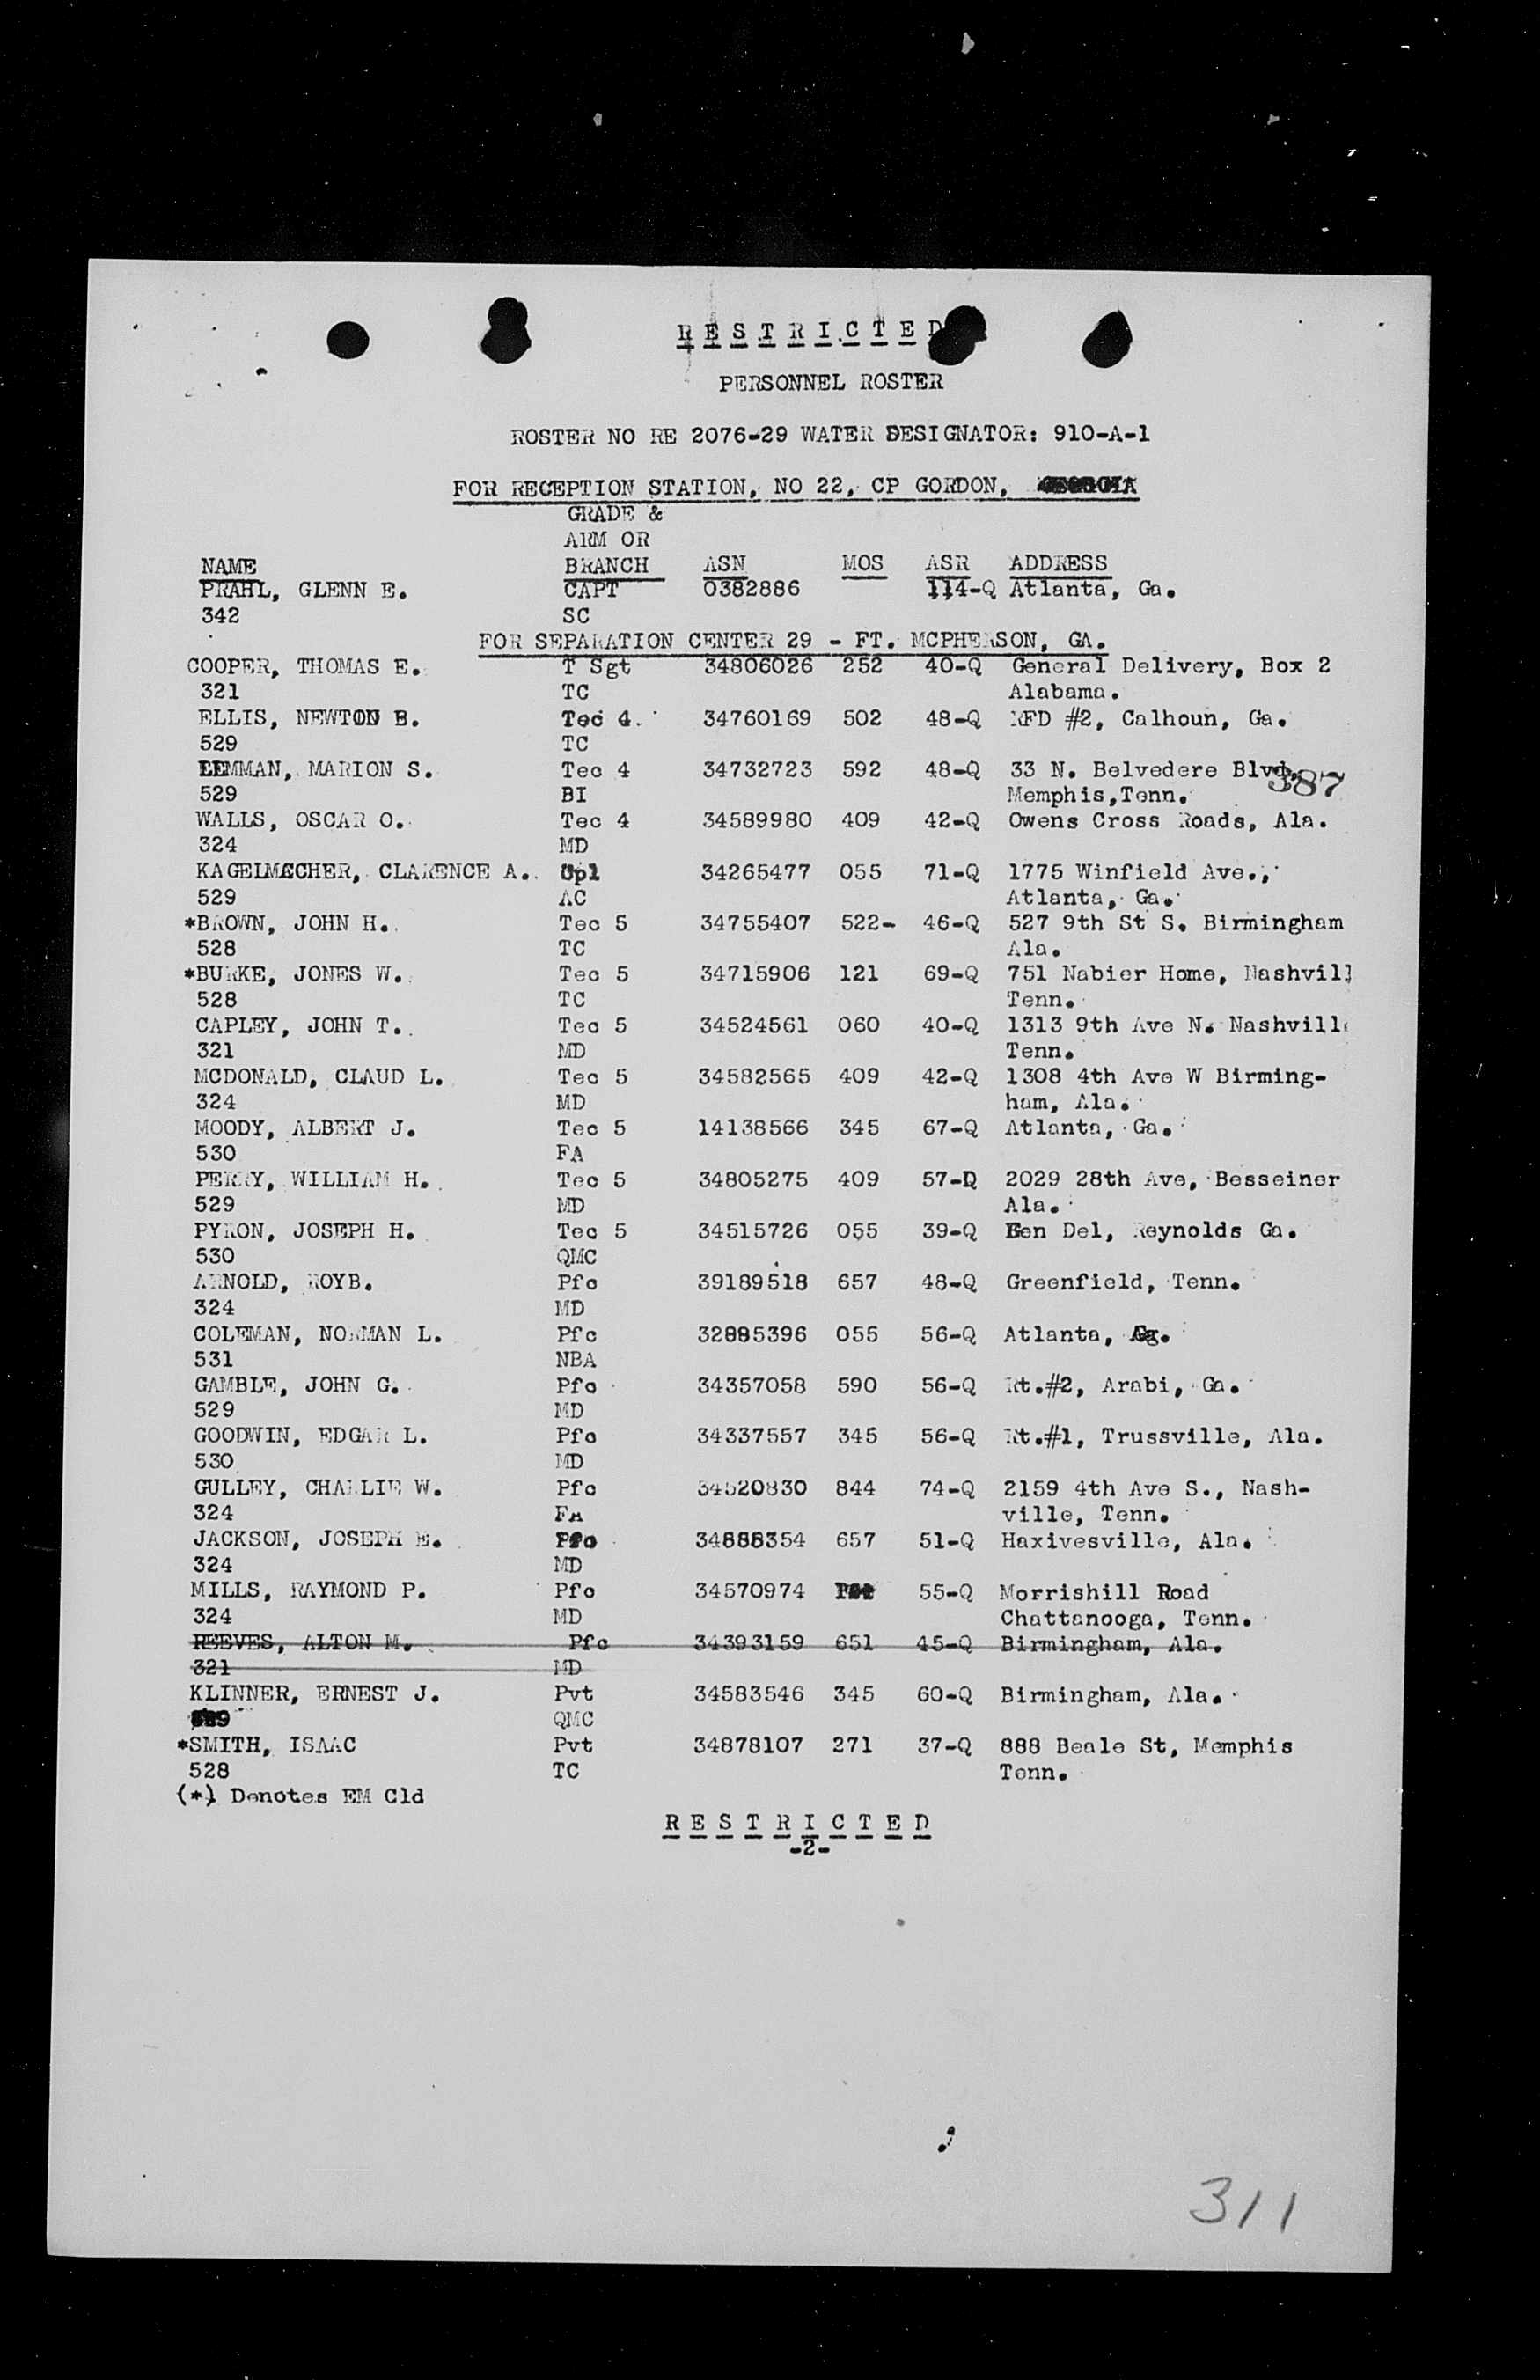 R E S T R I C T E D
PERSONNEL ROSTER
ROSTER NO RE 2076-29 WATER DESIGNATOR: 910-A-1
FOR RECEPTION STATION, NO 22, CP GORDON, GEORGIA
GRADE &
ARM OR
NAME BRANCH ASN MOS ASR ADDRESS
PRAHL, GLENN E. CAPT 0382886 114-Q Atlanta, Ga.
342 SC
FOR SEPARATION CENTER 29 - FT. MCPHERSON, GA.
COOPER, THOMAS E. T Sgt 34806026 252 40-Q General Delivery, Box 2
321 TC Alabama.
ELLIS, NEWTON B. Tec 4. 34760169 502 48-Q RFD #2, Calhoun, Ga.
529 TC
LEMMAN, MARION S. Tec 4 34732723 592 48-Q 33 N. Belvedere Blvd,
387
529 BI Memphis,Tenn.
WALLS, OSCAR O. Tec 4 34589980 409 42-Q Owens Cross Roads, Ala.
324 MD
KAGELMACHER, CLARENCE A. Cpl 34265477 055 71-Q 1775 Winfield Ave.,
529 AC Atlanta, Ga.
*BROWN, JOHN H. Tec 5 34755407 522- 46-Q 527 9th St S. Birmingham
528 TC Ala.
*BURKE, JONES W. Tec 5 34715906 121 69-Q 751 Nabier Home, Nashvill
528 TC Tenn.
CAPLEY, JOHN T. Tec 5 34524561 060 40-Q 1313 9th Ave N. Nashvill
321 MD Tenn.
MCDONALD, CLAUD L. Tec 5 34582565 409 42-Q 1308 4th Ave W Birming-
324 MD ham, Ala.
MOODY, ALBERT J. Tec 5 14138566 345 67-Q Atlanta, Ga.
530 FA
PERRY, WILLIAM H. Tec 5 34805275 409 57-Q 2029 28th Ave, Besseiner
529 MD Ala.
PYRON, JOSEPH H. Tec 5 34515726 055 39-Q Gen Del, Reynolds Ga.
530 QMC
ARNOLD, ROYB. Pfc 39189518 657 48-Q Greenfield, Tenn.
324 MD
COLEMAN, NORMAN L. Pfc 32885396 055 56-Q Atlanta,
531 NBA
GAMBLE, JOHN G. Pfc 34357058 590 56-Q Rt.#2, Arabi, Ga.
529 MD
GOODWIN, EDGAR L. Pfc 34337557 345 56-Q Rt.#1, Trussville, Ala.
530 MD
GULLEY, CHARLIE W. Pfc 34520830 844 74-Q 2159 4th Ave S., Nash-
324 FA ville, Tenn.
JACKSON, JOSEPH E. Pfc 34888354 657 51-Q Haxivesville, Ala.
324 MD
MILLS, RAYMOND P. Pfc 34570974 55-Q Morrishill Road
324 MD Chattanooga, Tenn.
REEVES, ALTON M. Pfc 34393159 651 45-Q Birmingham, Ala.
321 MD
KLINNER, ERNEST J. Pvt 34583546 345 60-Q Birmingham, Ala.
QMC
*SMITH, ISAAC Pvt 34878107 271 37-Q 888 Beale St, Memphis
528 TC Tenn.
(*) Denotes EM Cld
R E S T R I C T E D
-2-
311